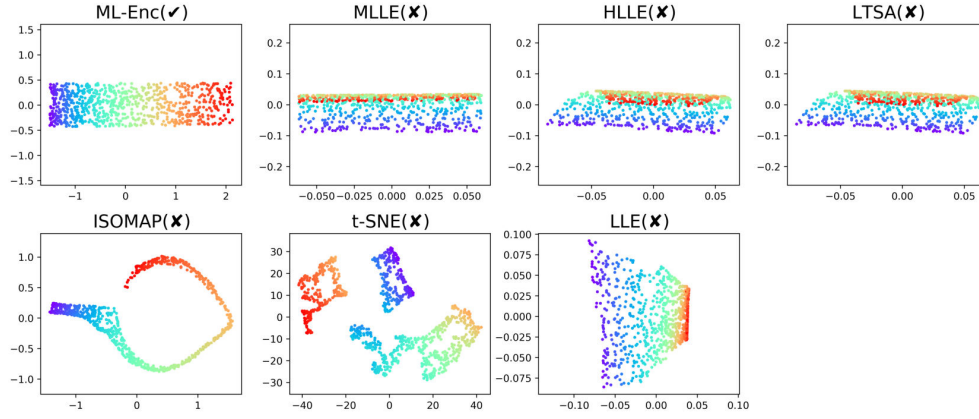 ML-Enc(✔) MLLE(✘) HLLE(✘) LTSA(✘)
1.5 1.0 0.5 0.0 −0.5 −1.0 −1.5
−1 0 1 2
0.2 0.1 0.0 −0.1 −0.2
−0.050 −0.025 0.000 0.025 0.050
0.2 0.1 0.0 −0.1 −0.2
−0.05 0.00 0.05
0.2 0.1 0.0 −0.1 −0.2
−0.05 0.00 0.05
ISOMAP(✘) t-SNE(✘) LLE(✘)
1.0 0.5 0.0 −0.5 −1.0
−1 0 1
30 20 10 0 −10 −20 −30
−40 −20 0 20 40
0.100 0.075 0.050 0.025 0.000 −0.025 −0.050 −0.075
−0.10 −0.05 0.00 0.05 0.10